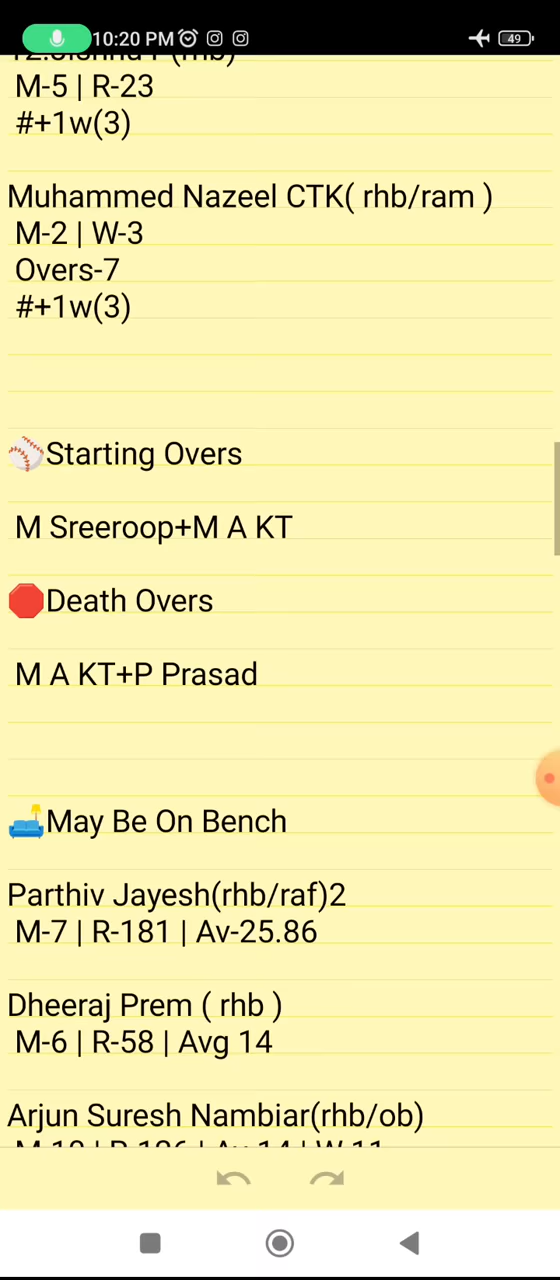 10:20 PM
49
M-5 | R-23
#+1w(3)
Muhammed Nazeel CTK( rhb/ram )
M-2 | W-3
Overs-7
#+1w(3)
⚾Starting Overs
M Sreeroop+M A KT
🛑Death Overs
M A KT+P Prasad
🛋️May Be On Bench
Parthiv Jayesh(rhb/raf)2
M-7 | R-181 | Av-25.86
Dheeraj Prem ( rhb )
M-6 | R-58 | Avg 14
Arjun Suresh Nambiar(rhb/ob)